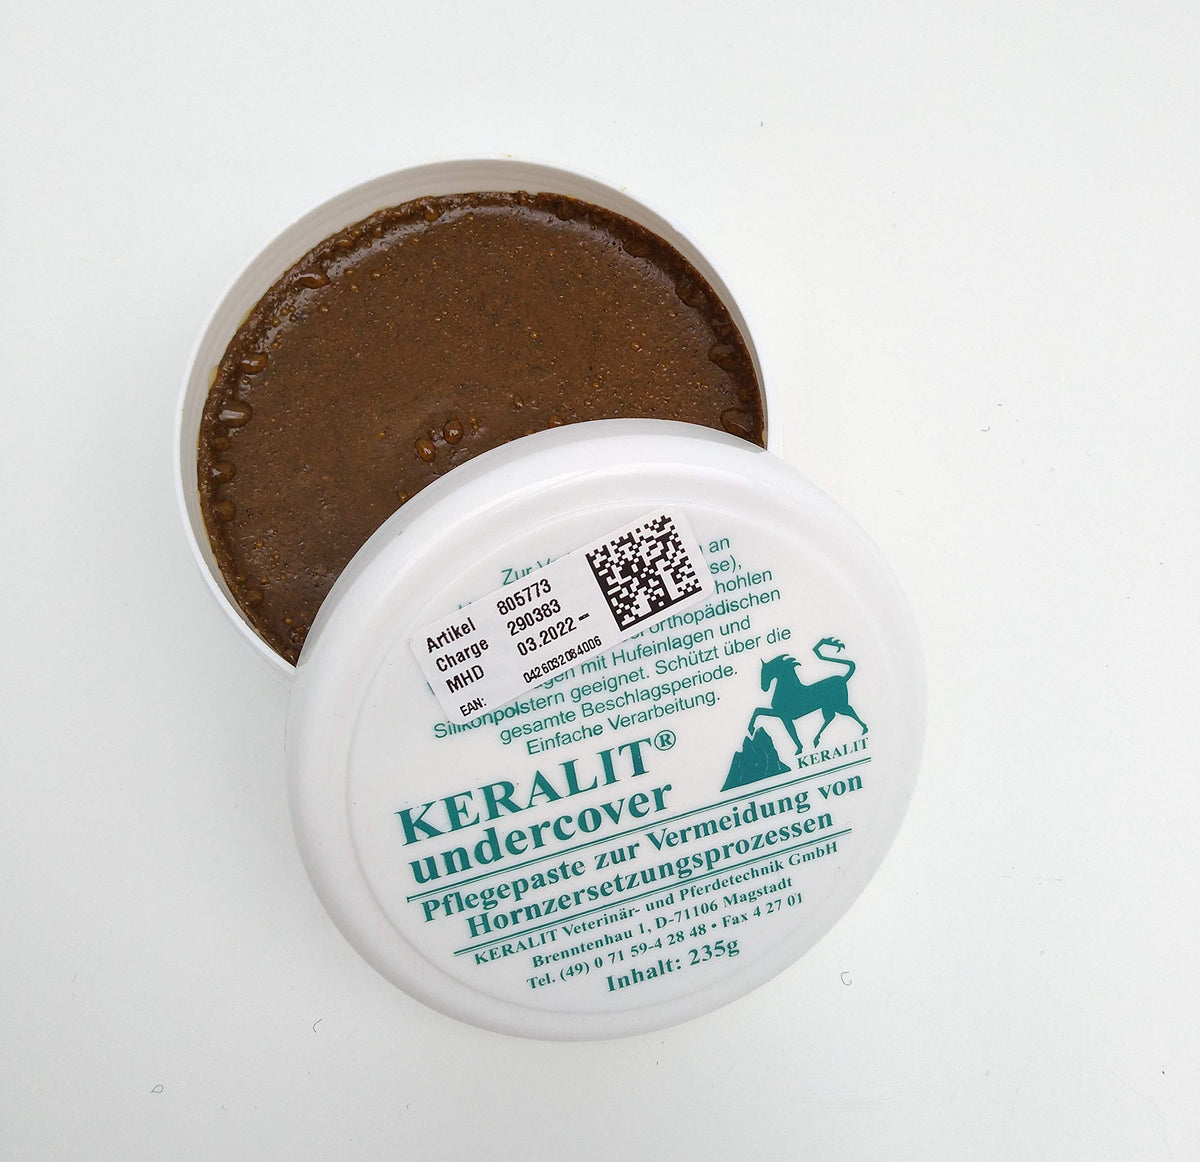 Zur
an
se),
hohlen
orthopädischen
mit Hufeinlagen und
Silikonpolstern geeignet. Schützt über die
gesamte Beschlagsperiode.
Einfache Verarbeitung.
Artikel 805773
Charge 290383
MHD 03.2022 –
EAN: 0426032084006
KERALIT
KERALIT®
undercover
Pflegepaste zur Vermeidung von
Hornzersetzungsprozessen
KERALIT Veterinär- und Pferdetechnik GmbH
Brenntenhau 1, D-71106 Magstadt
Tel. (49) 0 71 59-4 28 48 • Fax 4 27 01
Inhalt: 235g